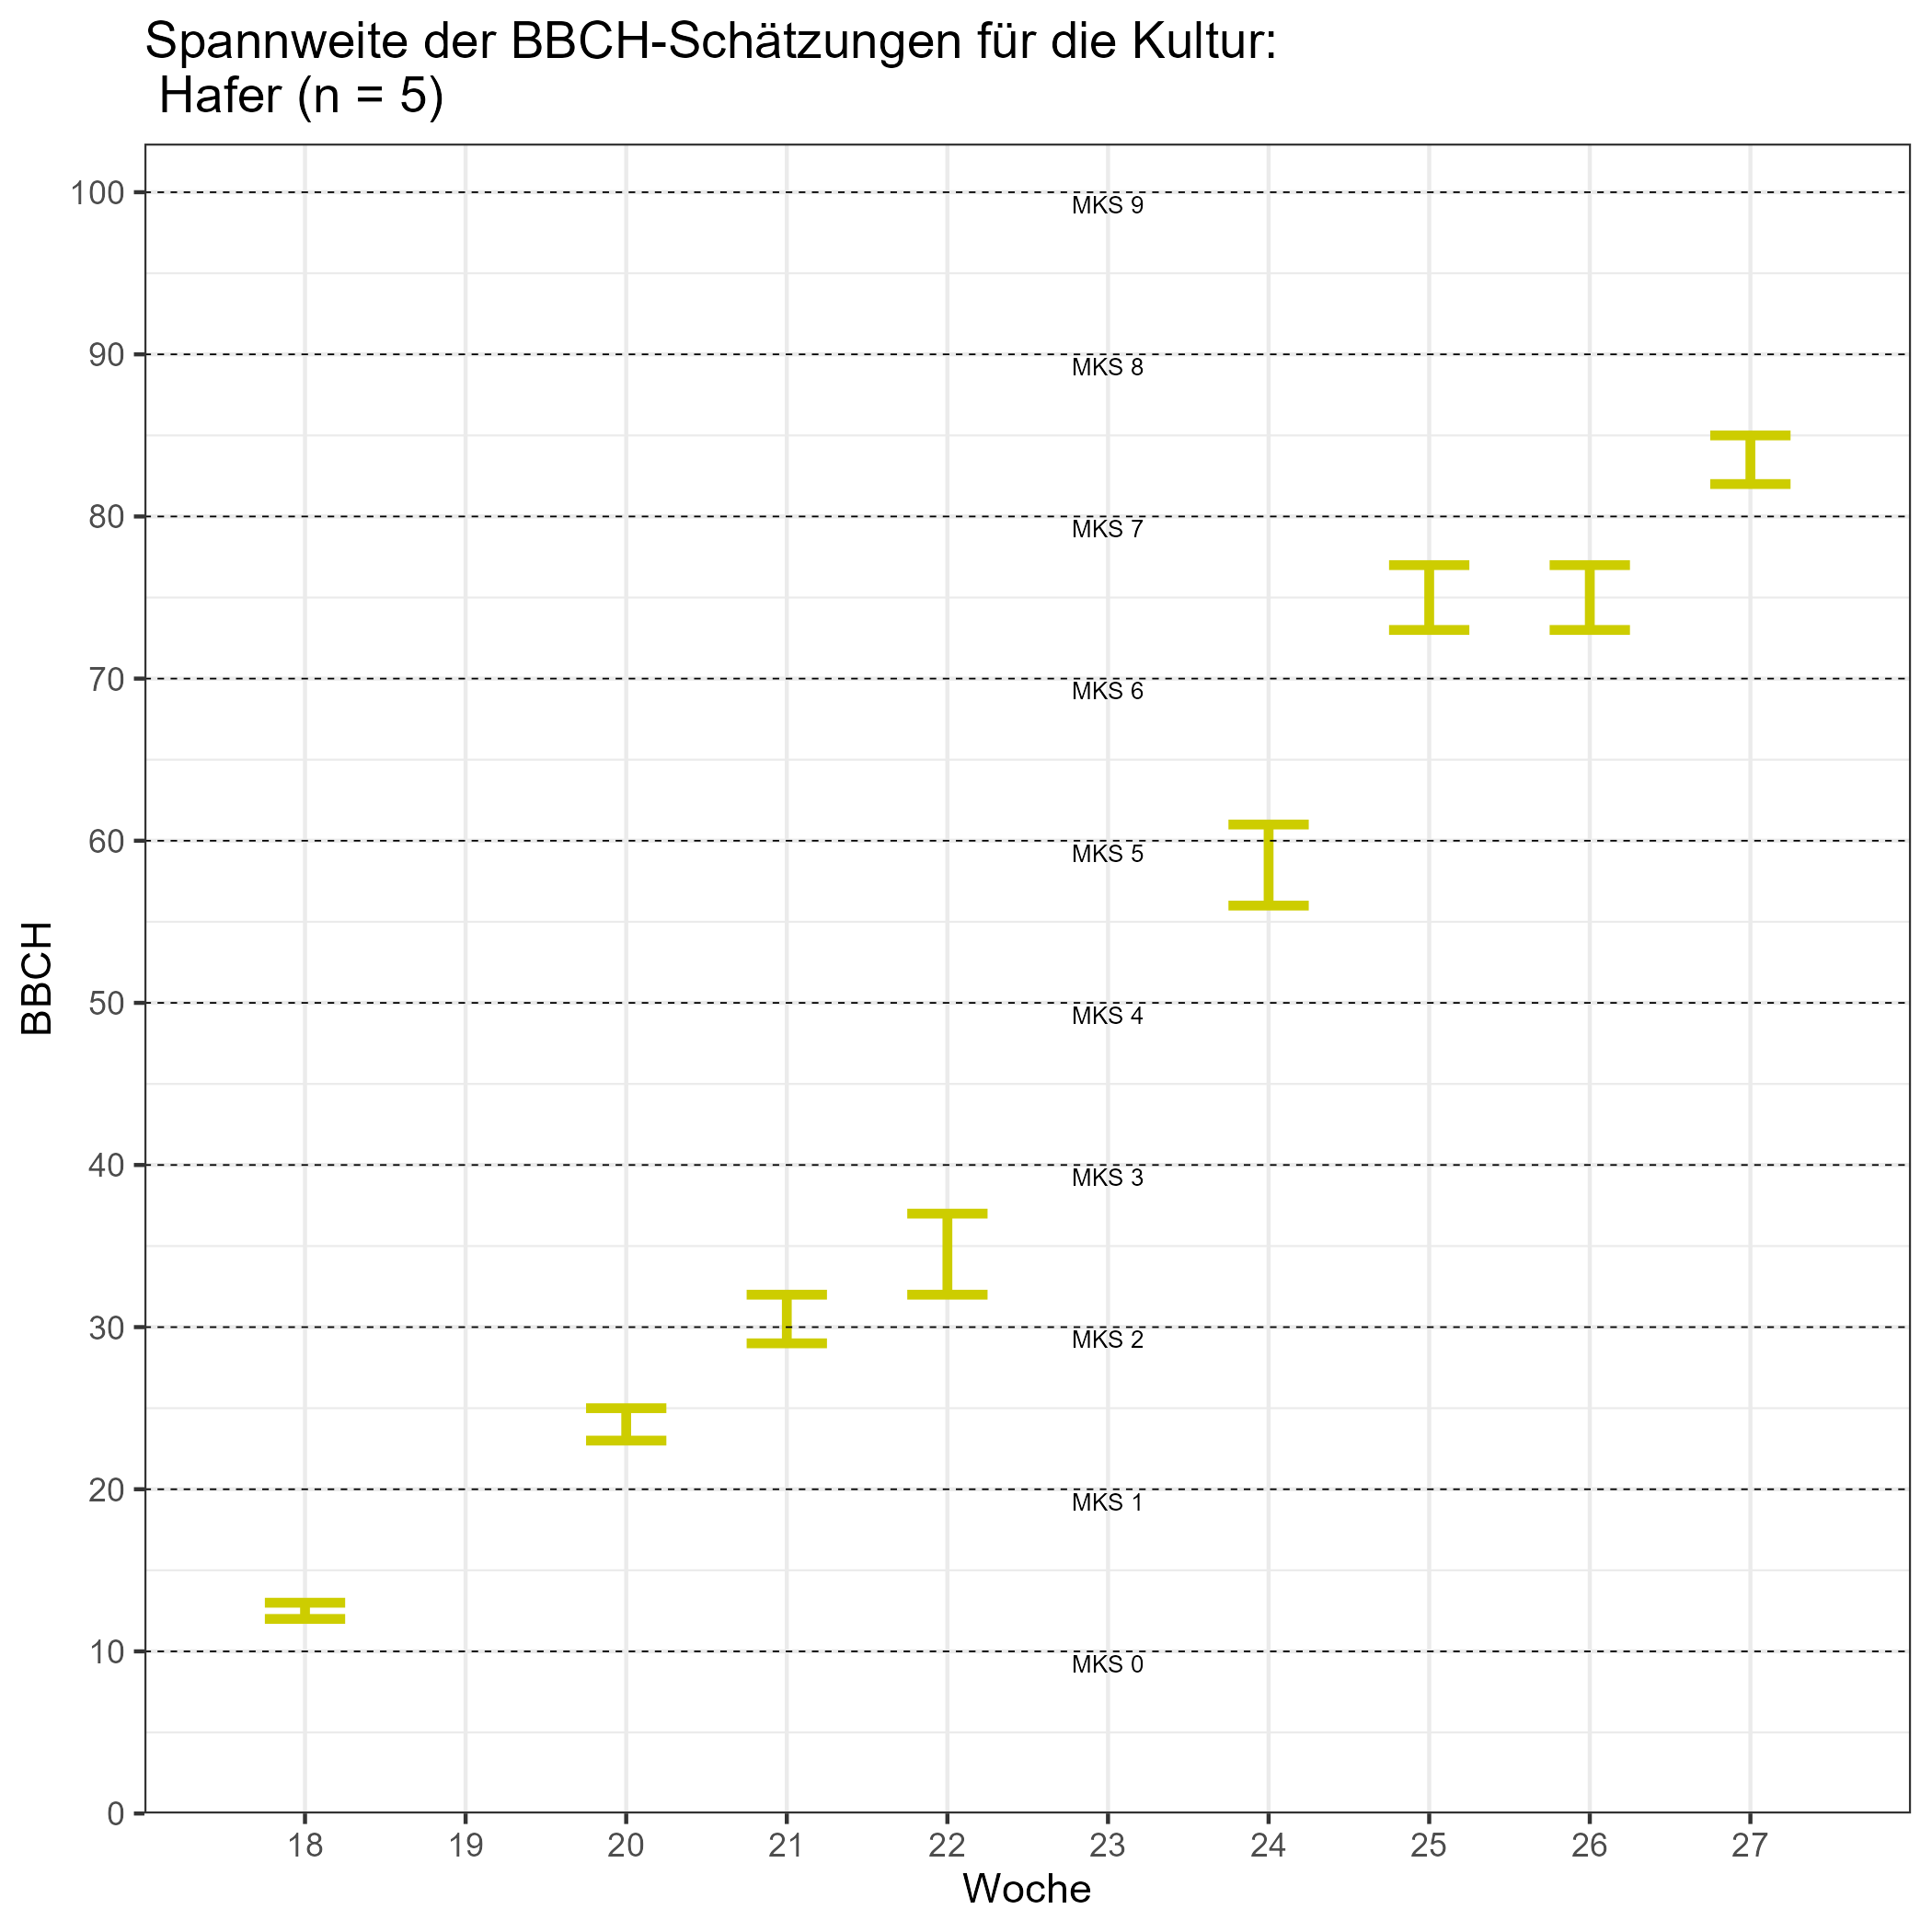 Spannweite der BBCH-Schätzungen für die Kultur:
Hafer (n = 5)
100
MKS 9
90
MKS 8
80
MKS 7
70
MKS 6
60
MKS 5
BBCH
50
MKS 4
40
MKS 3
30
MKS 2
20
MKS 1
10
MKS 0
0
18 19 20 21 22 23 24 25 26 27
Woche